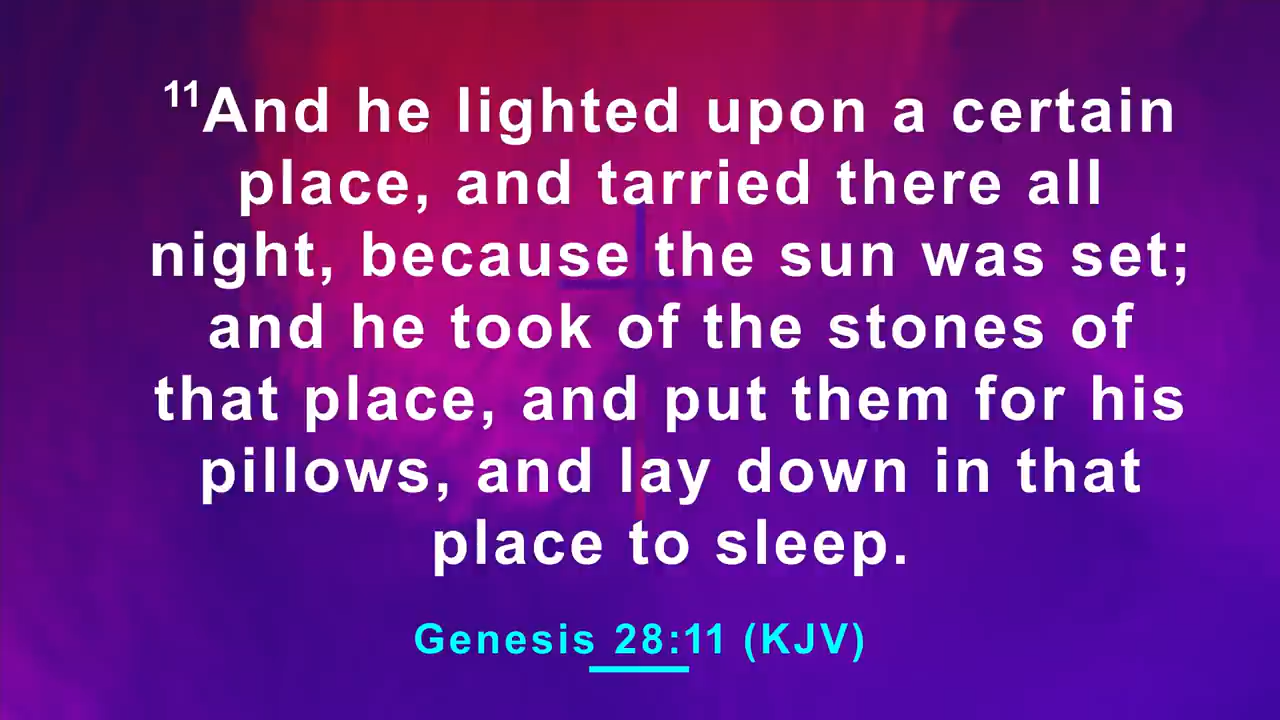 11And he lighted upon a certain
place, and tarried there all
night, because the sun was set;
and he took of the stones of
that place, and put them for his
pillows, and lay down in that
place to sleep.
Genesis 28:11 (KJV)